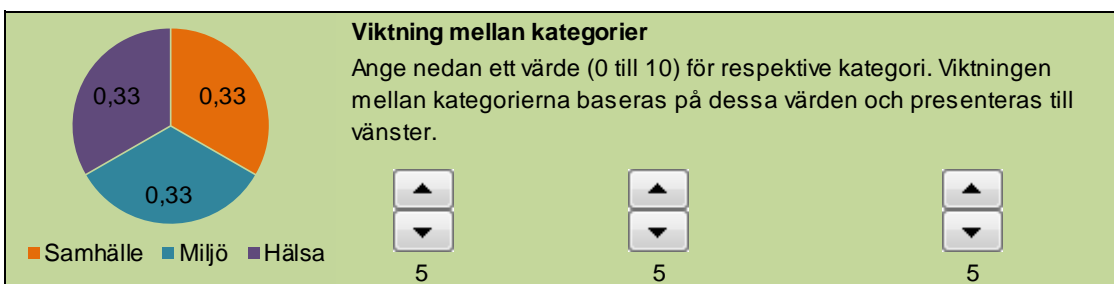 Viktning mellan kategorier
Ange nedan ett värde (0 till 10) för respektive kategori. Viktningen
mellan kategorierna baseras på dessa värden och presenteras till
vänster.
0,33 0,33
0,33
Samhälle Miljö Hälsa
5 5 5